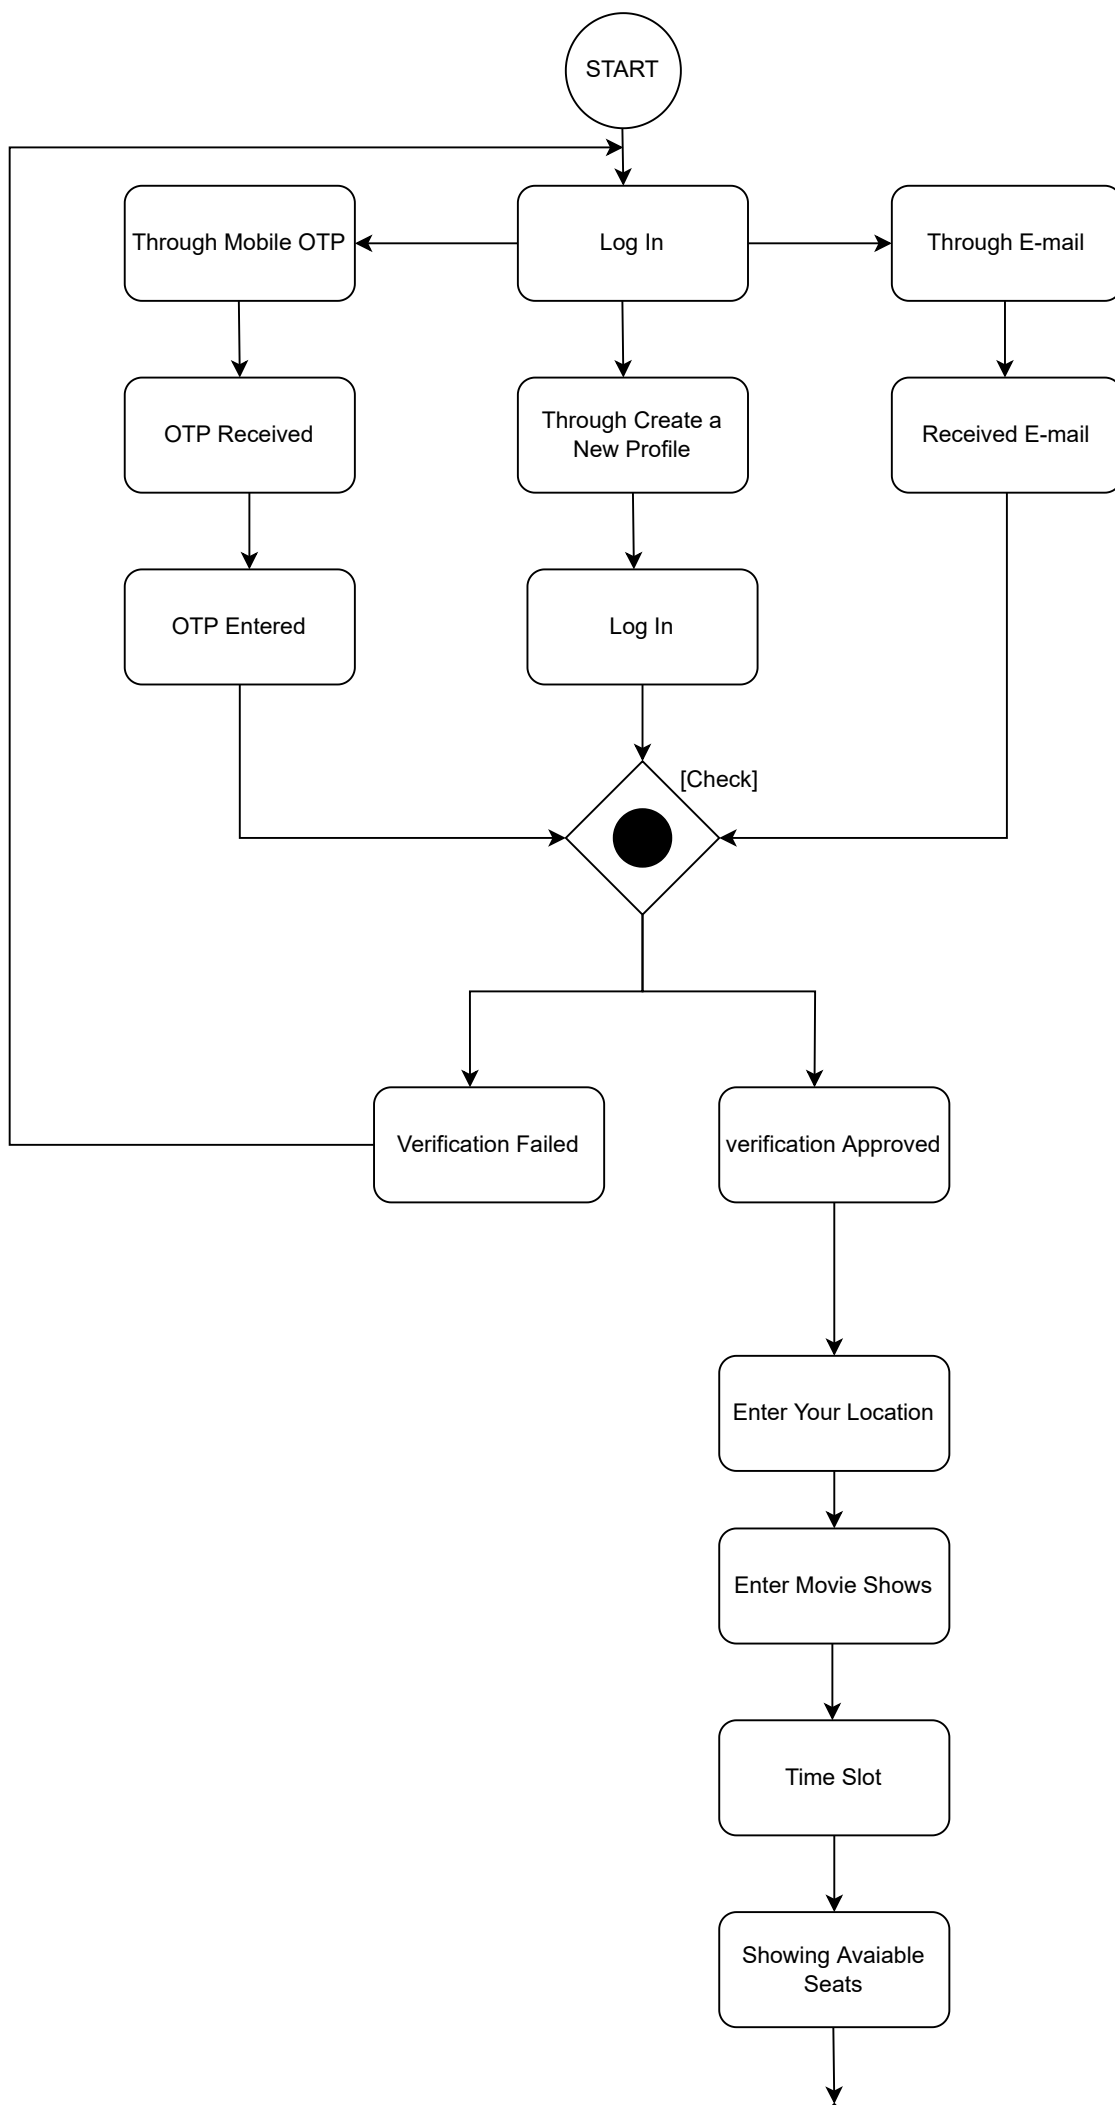 START
Through Mobile OTP
Log In
Through E-mail
OTP Received
Through Create a
New Profile
Received E-mail
OTP Entered
Log In
[Check]
Verification Failed
verification Approved
Enter Your Location
Enter Movie Shows
Time Slot
Showing Avaiable
Seats